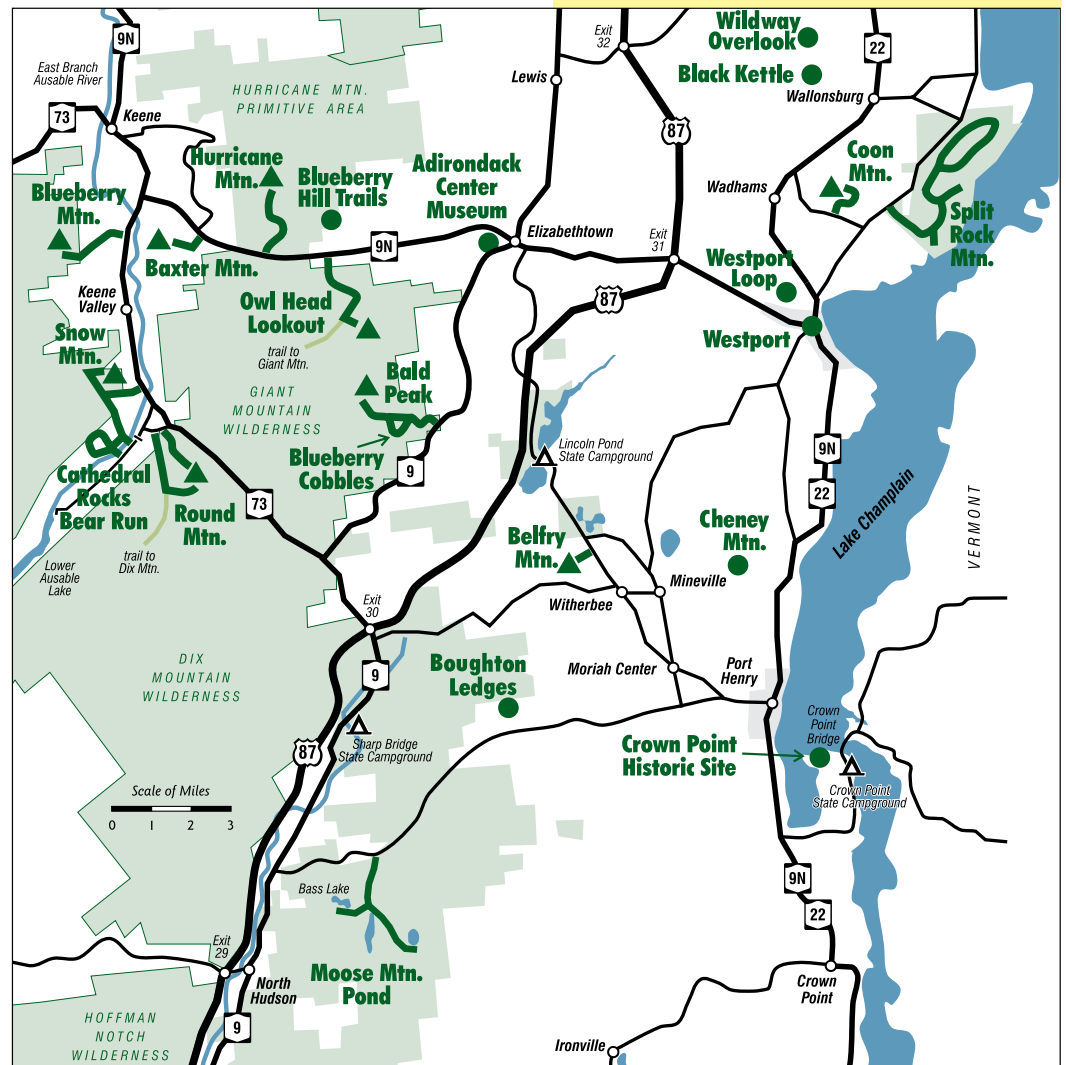 Wildway
Overlook
Exit
32
9N
22
East Branch
Ausable River
Lewis
Black Kettle
HURRICANE MTN.
PRIMITIVE AREA
Wallonsburg
73
Keene
87
Hurricane
Mtn.
Blueberry
Hill Trails
Adirondack
Center
Museum
Coon
Mtn.
Blueberry
Mtn.
Wadhams
Split
Rock
Mtn.
Elizabethtown
Exit
31
9N
Baxter Mtn.
Westport
Loop
Keene
Valley
Owl Head
Lookout
87
Westport
Snow
Mtn.
trail to
Giant Mtn.
Bald
Peak
GIANT
MOUNTAIN
WILDERNESS
Lincoln Pond
State Campground
9N
Blueberry
Cobbles
9
Cathedral
Rocks
Bear Run
73
22
Round
Mtn.
Lake Champlain
VERMONT
Cheney
Mtn.
Belfry
Mtn.
trail to
Dix Mtn.
Lower
Ausable
Lake
Mineville
Witherbee
Exit
30
DIX
MOUNTAIN
WILDERNESS
9
Boughton
Ledges
Moriah Center
Port
Henry
Crown
Point
Bridge
87
Sharp Bridge
State Campground
Crown Point
Historic Site
Crown Point
State Campground
Scale of Miles
0 1 2 3
9N
Bass Lake
22
Exit
29
North
Hudson
Moose Mtn.
Pond
Crown
Point
9
HOFFMAN
NOTCH
WILDERNESS
Ironville